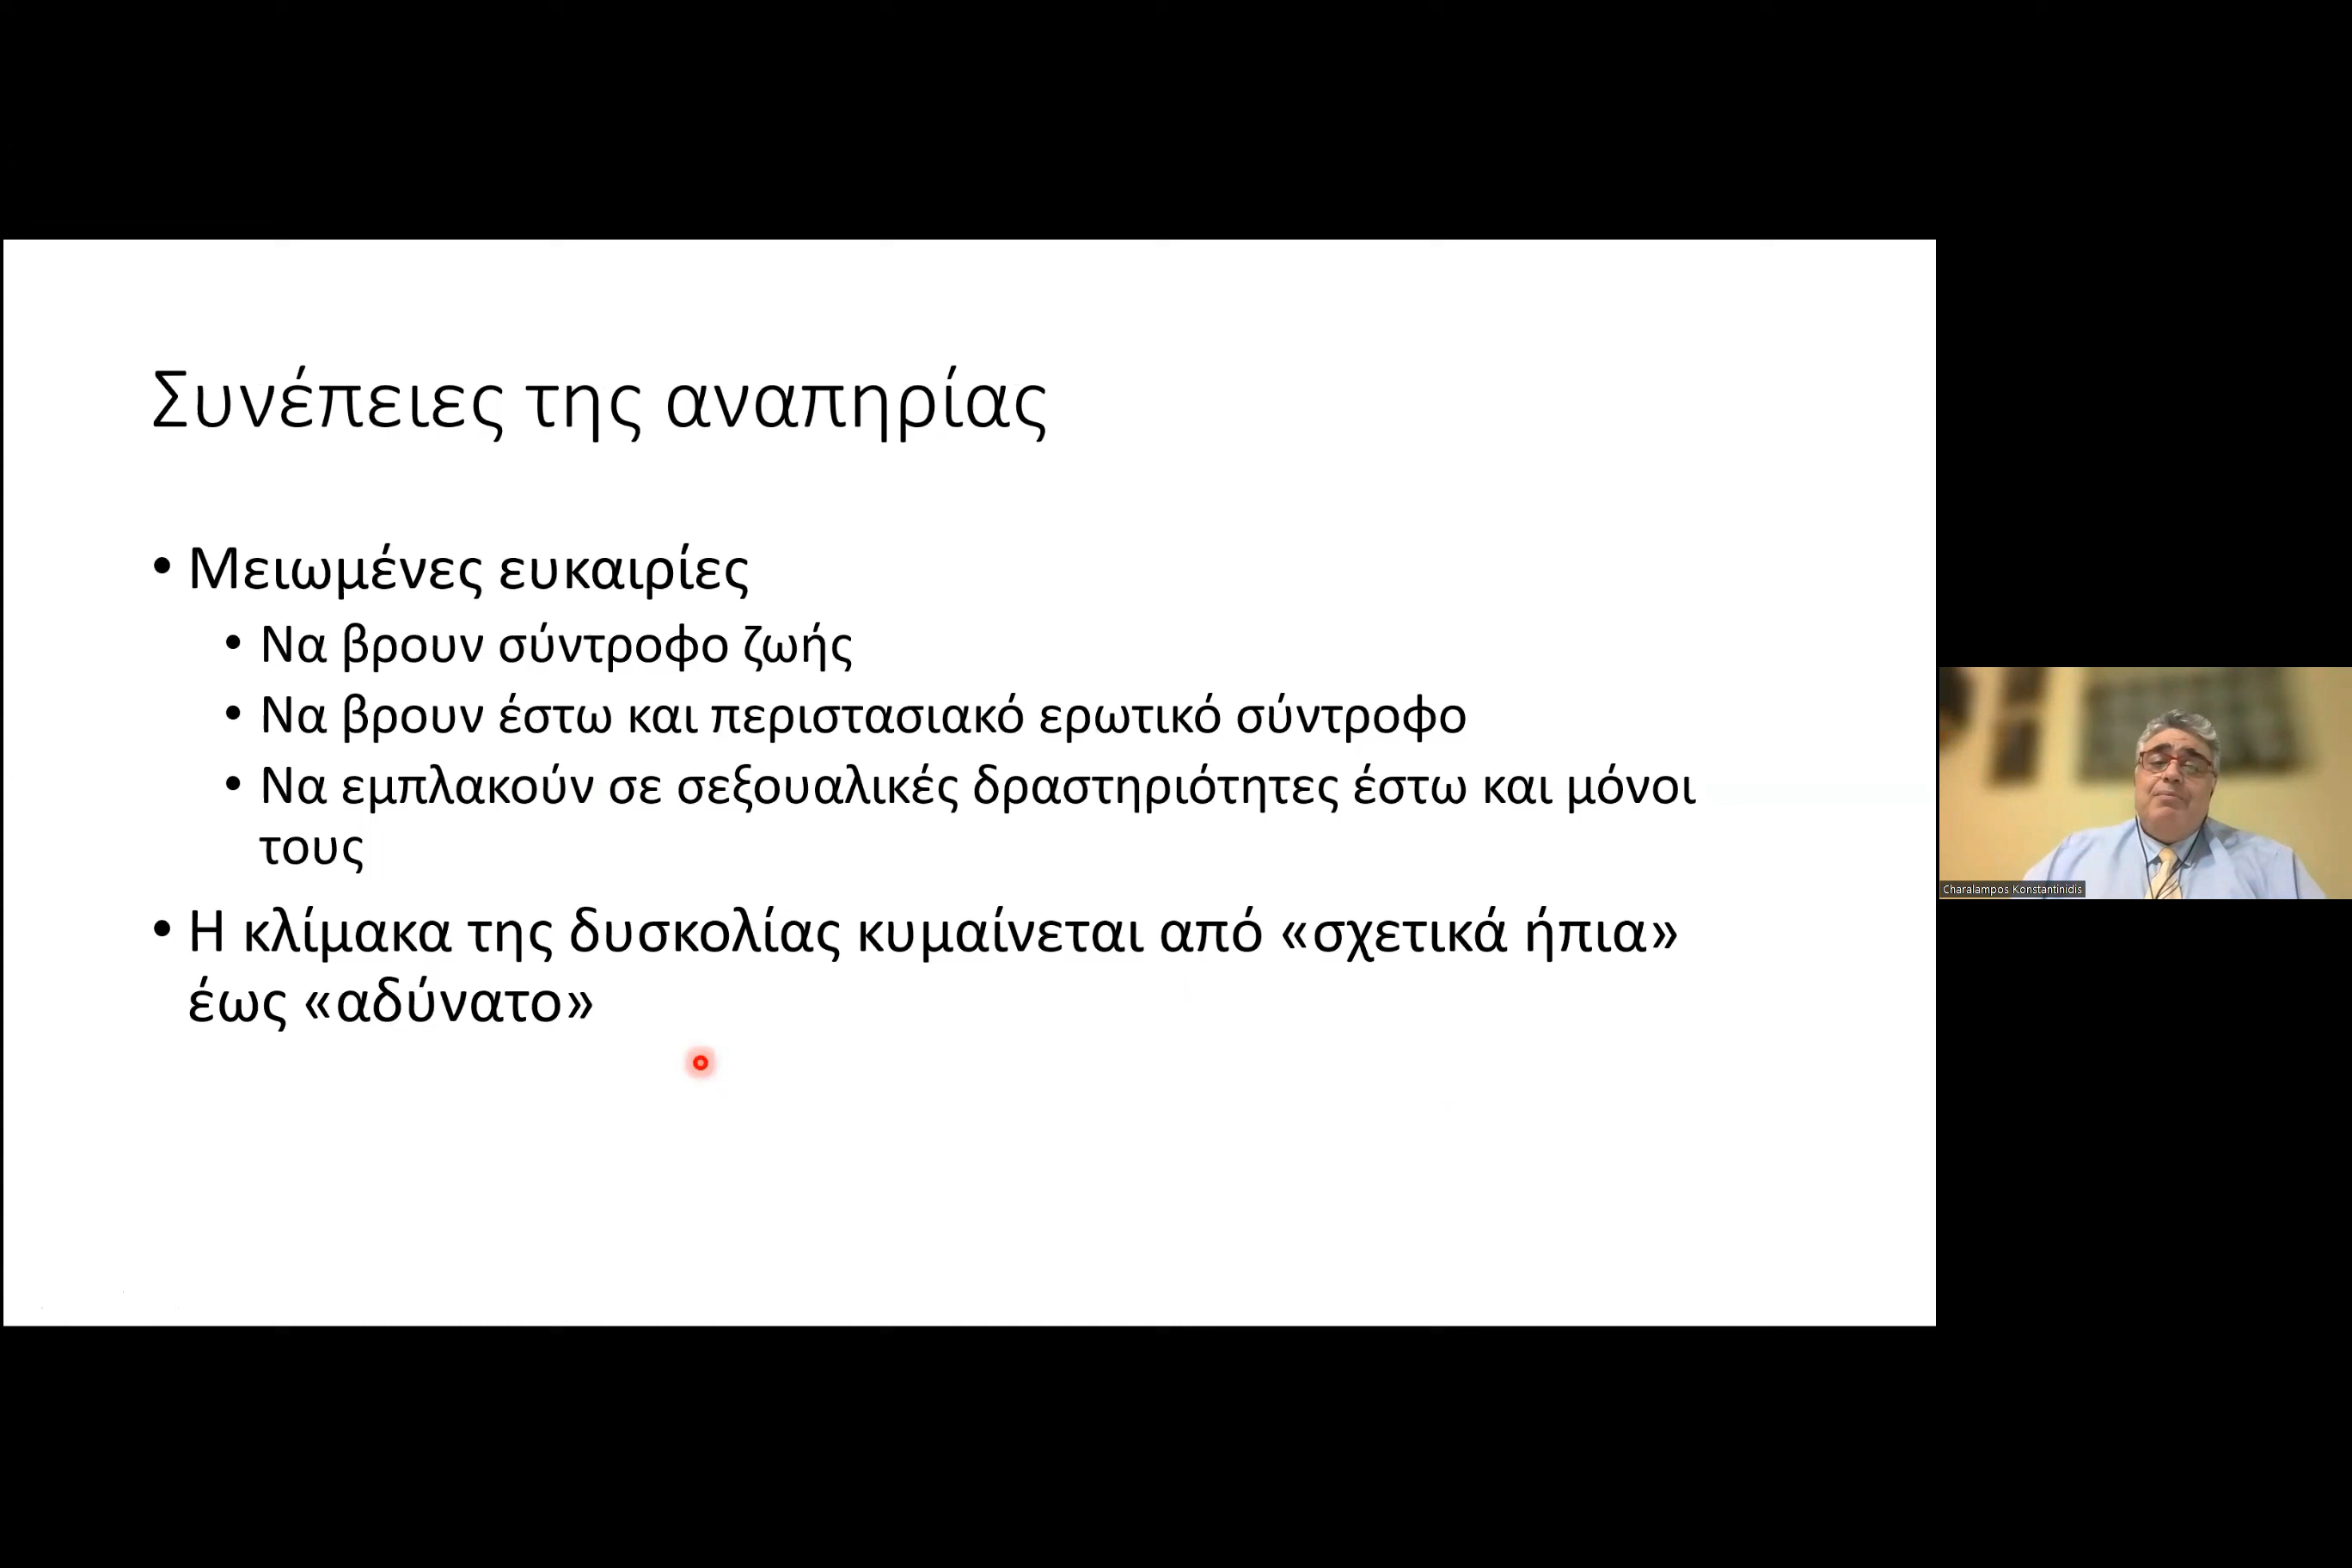 Συνέπειες της αναπηρίας
• Μειωμένες ευκαιρίες
• Να βρουν σύντροφο ζωής
• Να βρουν έστω και περιστασιακό ερωτικό σύντροφο
• Να εμπλακούν σε σεξουαλικές δραστηριότητες έστω και μόνοι
τους
• Η κλίμακα της δυσκολίας κυμαίνεται από «σχετικά ήπια»
έως «αδύνατο»
Charalampos Konstantinidis